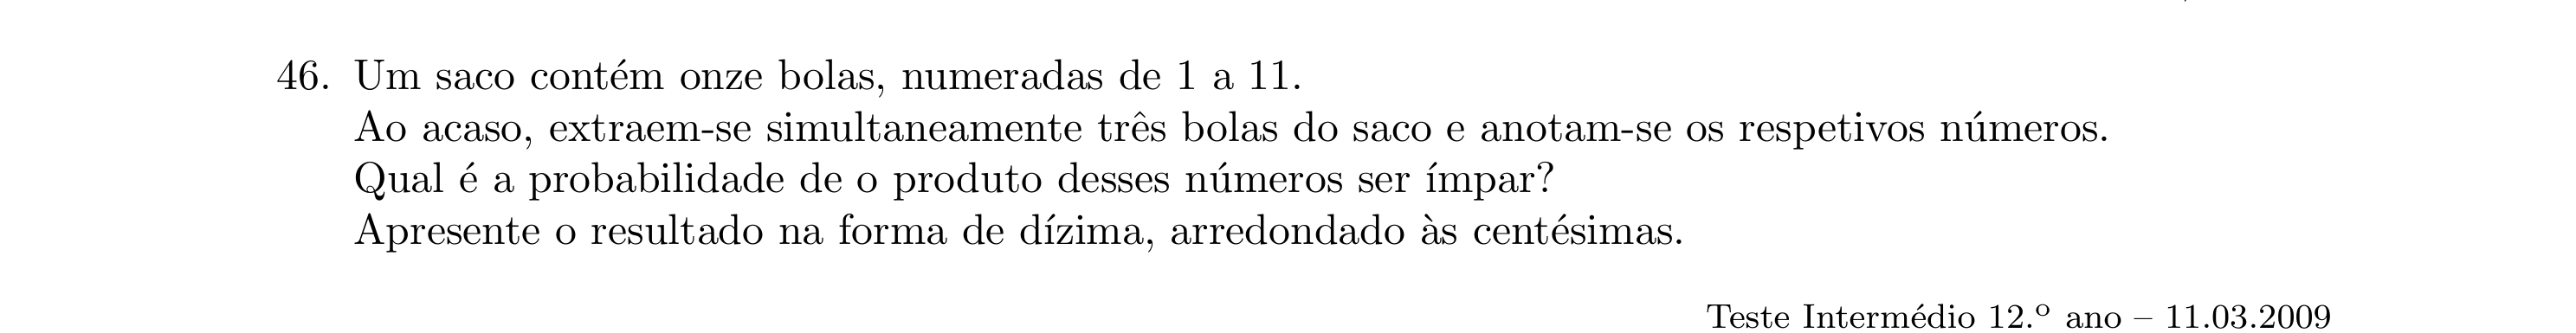 46. Um saco contém onze bolas, numeradas de 1 a 11.
Ao acaso, extraem-se simultaneamente três bolas do saco e anotam-se os respetivos números.
Qual é a probabilidade de o produto desses números ser ímpar?
Apresente o resultado na forma de dízima, arredondado às centésimas.
Teste Intermédio 12.º ano – 11.03.2009